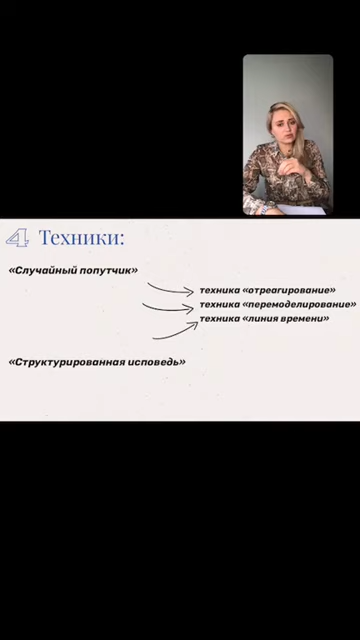 4 Техники:
«Случайный попутчик»
техника «отреагирование»
техника «перемоделирование»
техника «линия времени»
«Структурированная исповедь»